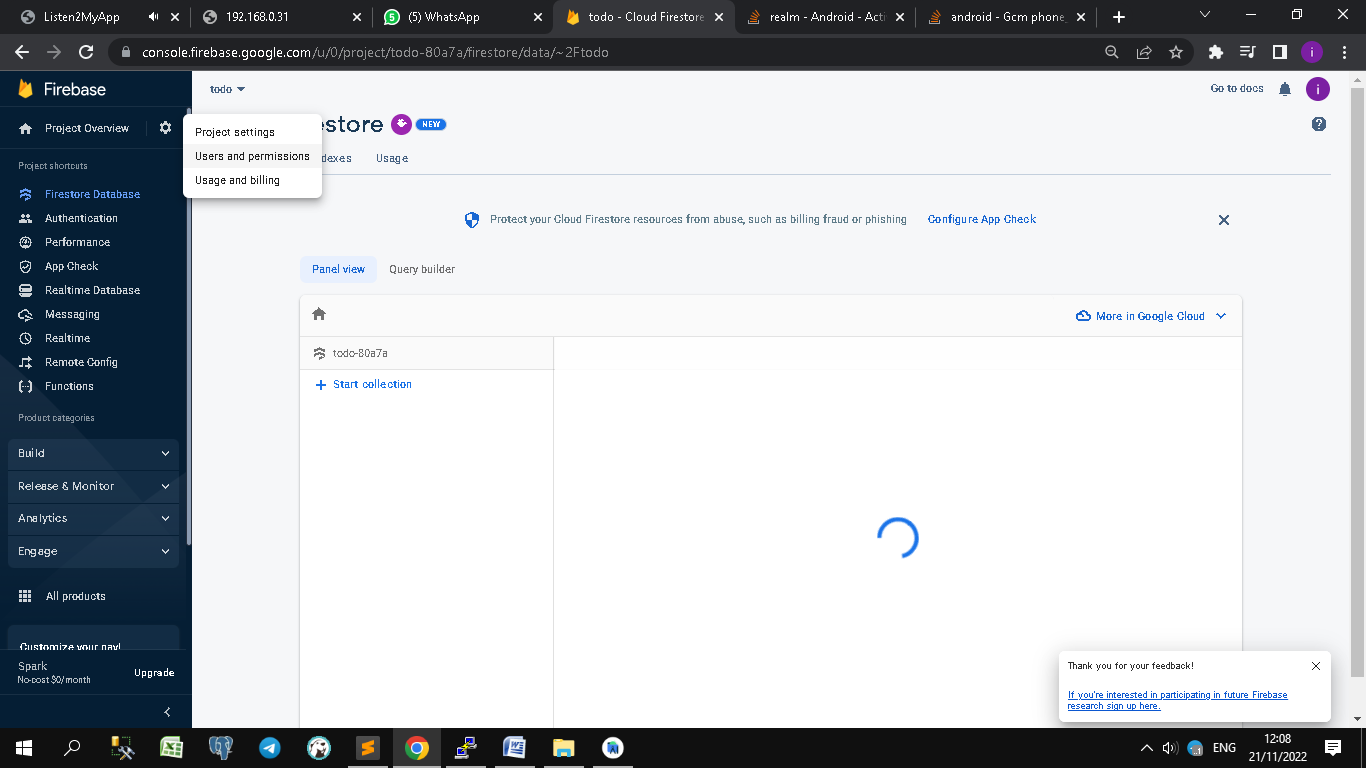 Listen2MyApp
192.168.0.31
(5) WhatsApp
todo - Cloud Firestore
realm - Android - Acti
android - Gcm phone_
console.firebase.google.com/u/0/project/todo-80a7a/firestore/data/~2Ftodo
i
Firebase
todo
Go to docs
i
Project Overview
Project settings
Users and permissions
Usage and billing
estore
NEW
dexes
Usage
Project shortcuts
Firestore Database
Authentication
Performance
App Check
Realtime Database
Messaging
Realtime
Remote Config
Functions
Product categories
Build
Release & Monitor
Analytics
Engage
All products
Customize your nav!
Spark
No-cost $0/month
Upgrade
Protect your Cloud Firestore resources from abuse, such as billing fraud or phishing
Configure App Check
Panel view
Query builder
More in Google Cloud
todo-80a7a
Start collection
Thank you for your feedback!
If you're interested in participating in future Firebase
research sign up here.
ENG
12:08
21/11/2022